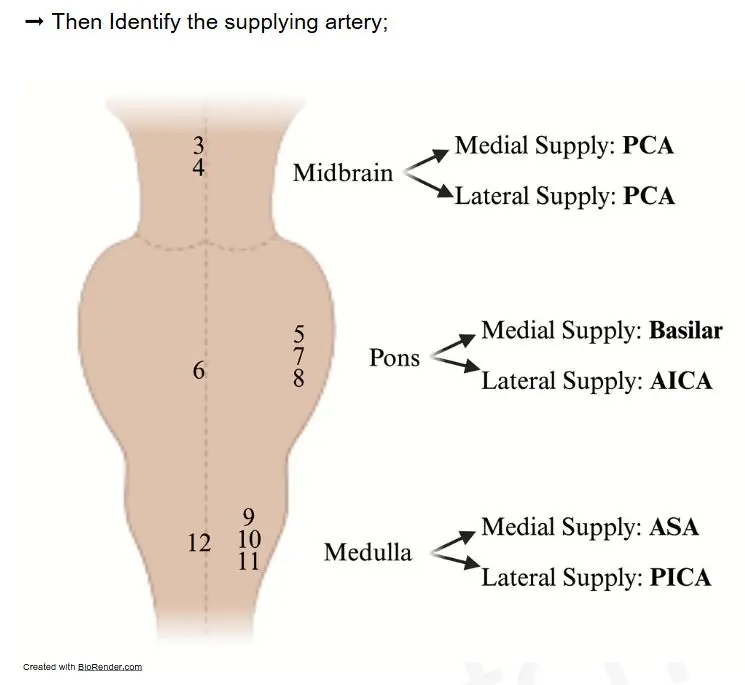 → Then Identify the supplying artery;
3
4
Midbrain
Medial Supply: PCA
Lateral Supply: PCA
5
7
8
6
Pons
Medial Supply: Basilar
Lateral Supply: AICA
9
10
11
12
Medulla
Medial Supply: ASA
Lateral Supply: PICA
Created with BioRender.com